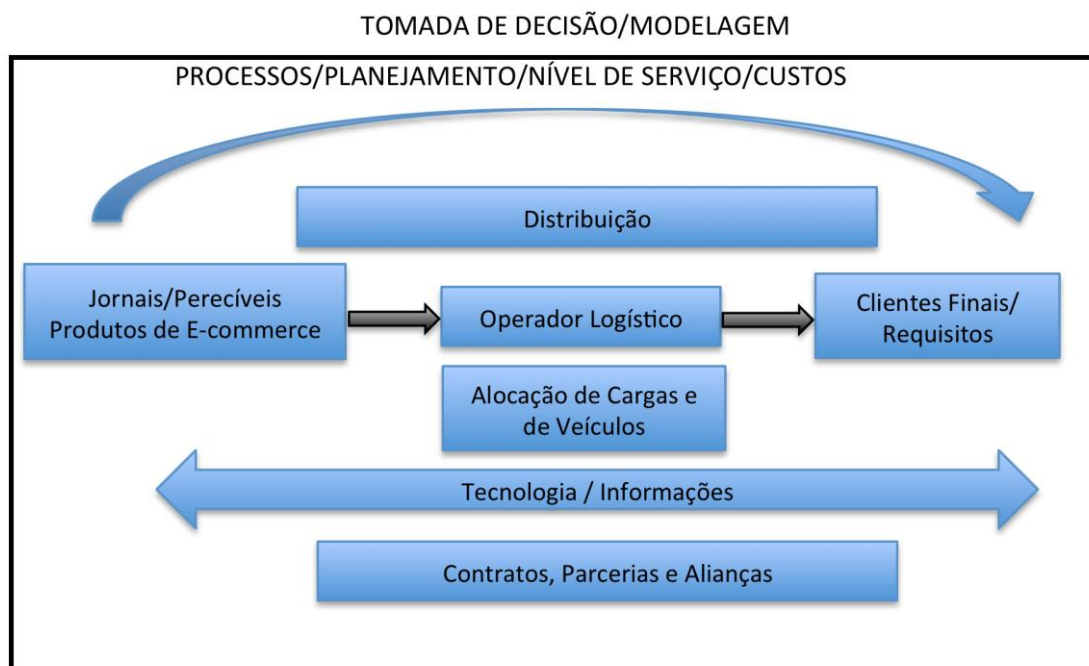 TOMADA DE DECISÃO/MODELAGEM
PROCESSOS/PLANEJAMENTO/NÍVEL DE SERVIÇO/CUSTOS
Distribuição
Jornais/Perecíveis
Produtos de E-commerce
Operador Logístico
Clientes Finais/
Requisitos
Alocação de Cargas e
de Veículos
Tecnologia / Informações
Contratos, Parcerias e Alianças